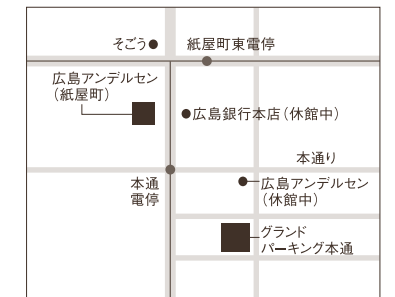 そごう
紙屋町東電停
広島アンデルセン
（紙屋町）
広島銀行本店（休館中）
本通り
本通
電停
広島アンデルセン
（休館中）
グランド
パーキング本通